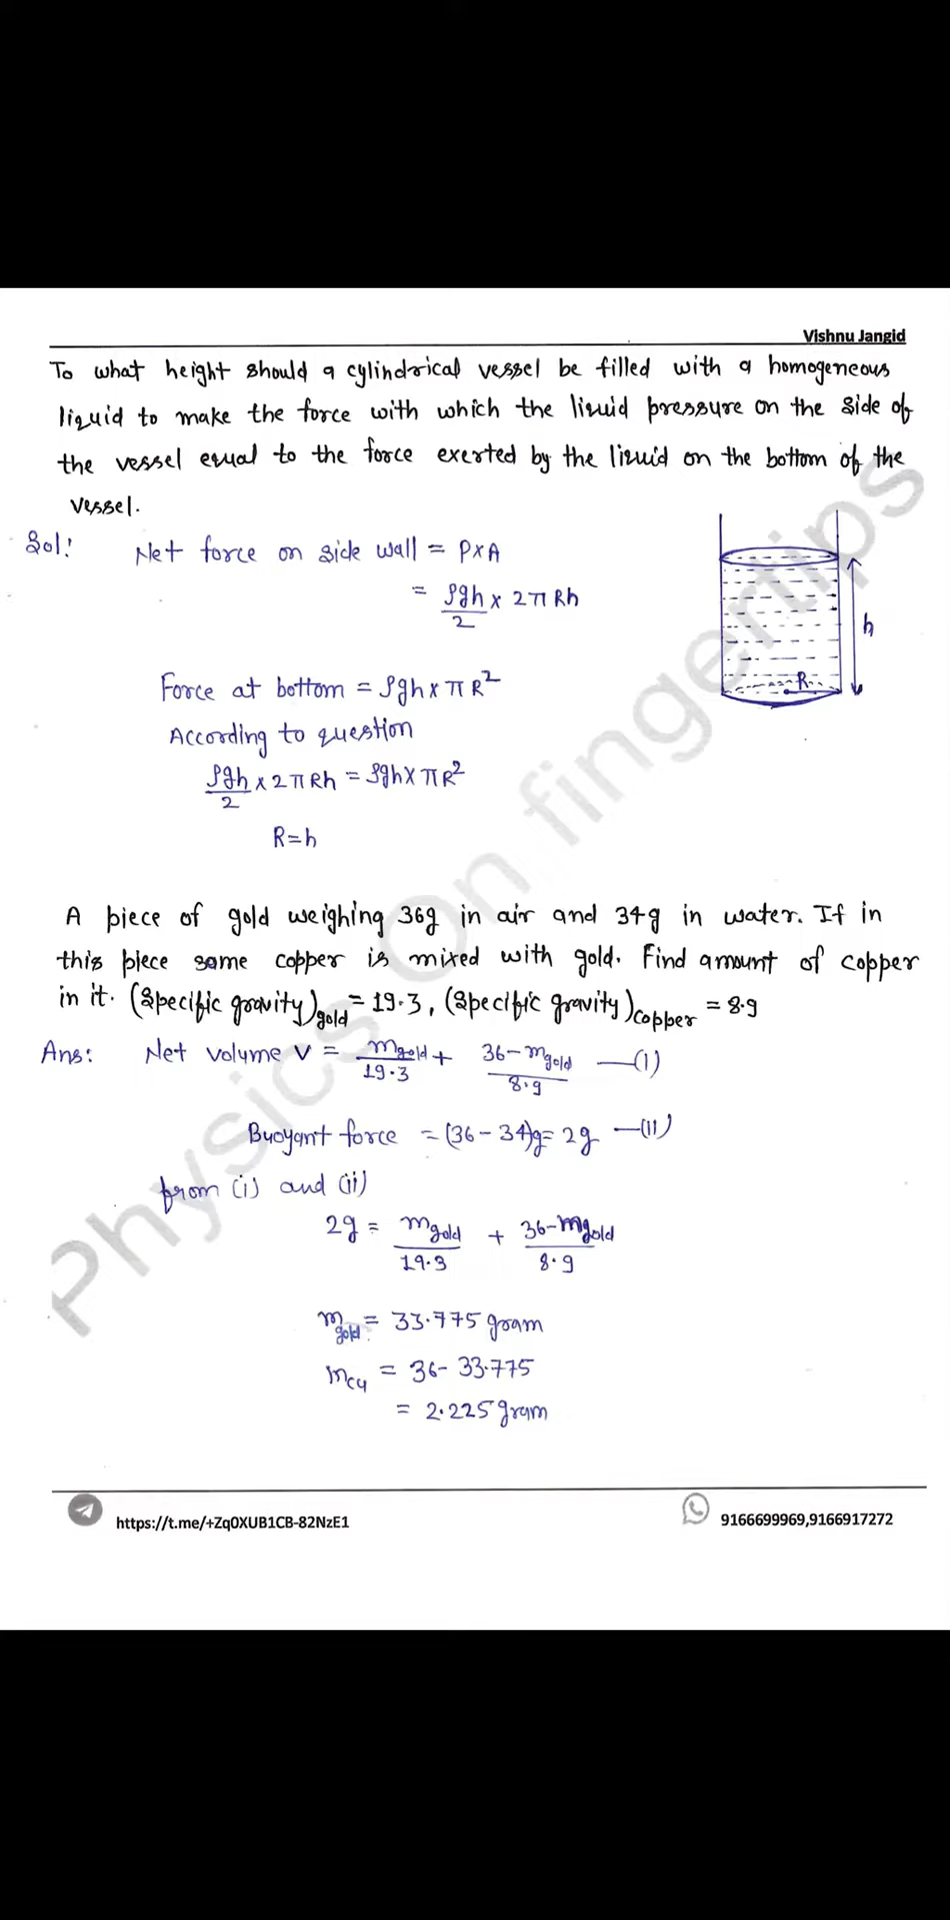 Vishnu Jangid
To what height should a cylindrical vessel be filled with a homogeneous
liquid to make the force with which the liquid pressure on the side of
the vessel equal to the force exerted by the liquid on the bottom of the
vessel.
Sol: Net force on side wall = P×A
= ρgh/2 × 2πRh
h
R
Force at bottom = ρgh × πR²
According to question
ρgh/2 × 2πRh = ρgh × πR²
R=h
A piece of gold weighing 36g in air and 34g in water. If in
this piece some copper is mixed with gold. Find amount of copper
in it. (Specific gravity)gold = 19.3, (Specific gravity)copper = 8.9
Ans: Net volume V = mgold/19.3 + 36-mgold/8.9 —(I)
Buoyant force = (36-34)g = 2g —(II)
from (i) and (ii)
2g = mgold/19.3 + 36-mgold/8.9
mgold = 33.775 gram
mcu = 36-33.775
= 2.225 gram
Physics On fingertips
https://t.me/+Zq0XUB1CB-82NzE1
9166699969,9166917272